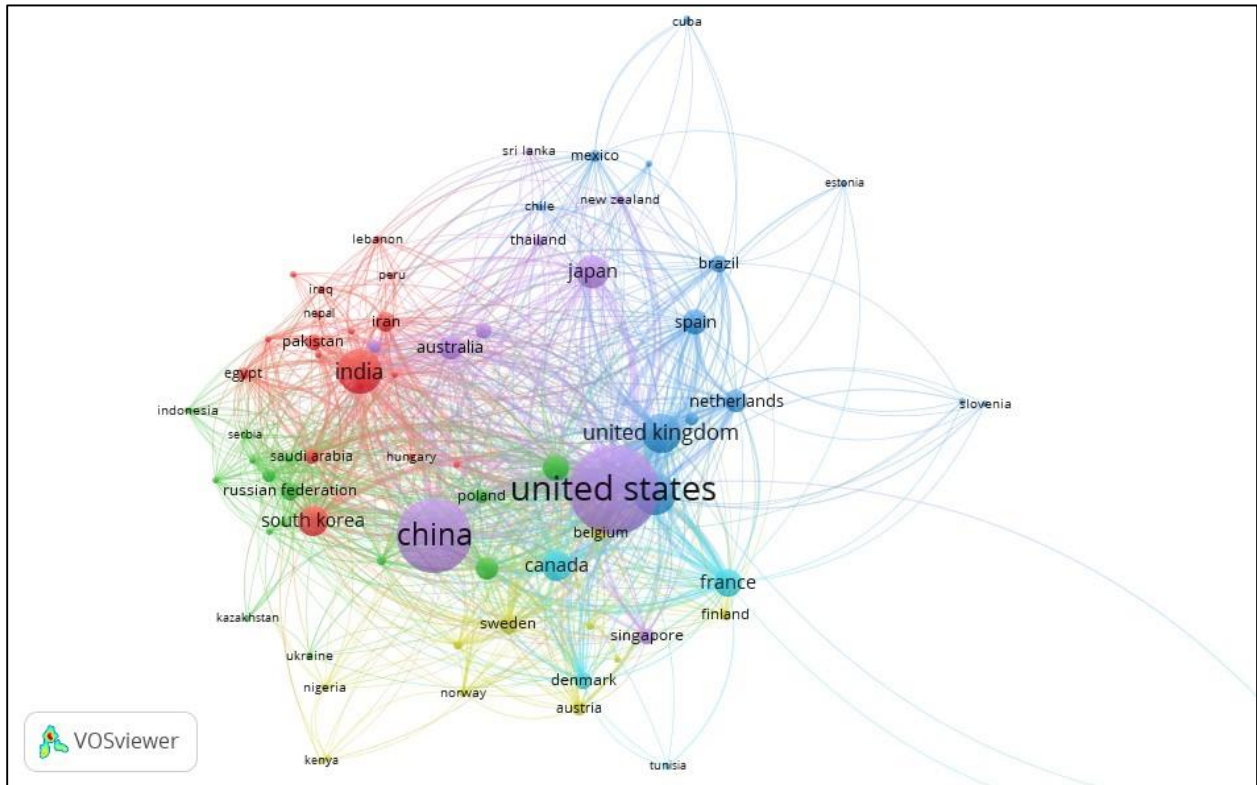 cuba
sri lanka
mexico
estonia
new zealand
chile
lebanon
thailand
brazil
japan
peru
iraq
nepal
iran
spain
pakistan
australia
egypt
india
netherlands
indonesia
slovenia
serbia
united kingdom
saudi arabia
hungary
russian federation
united states
poland
south korea
china
belgium
canada
france
kazakhstan
finland
sweden
singapore
ukraine
denmark
nigeria
norway
austria
VOSviewer
kenya
tunisia